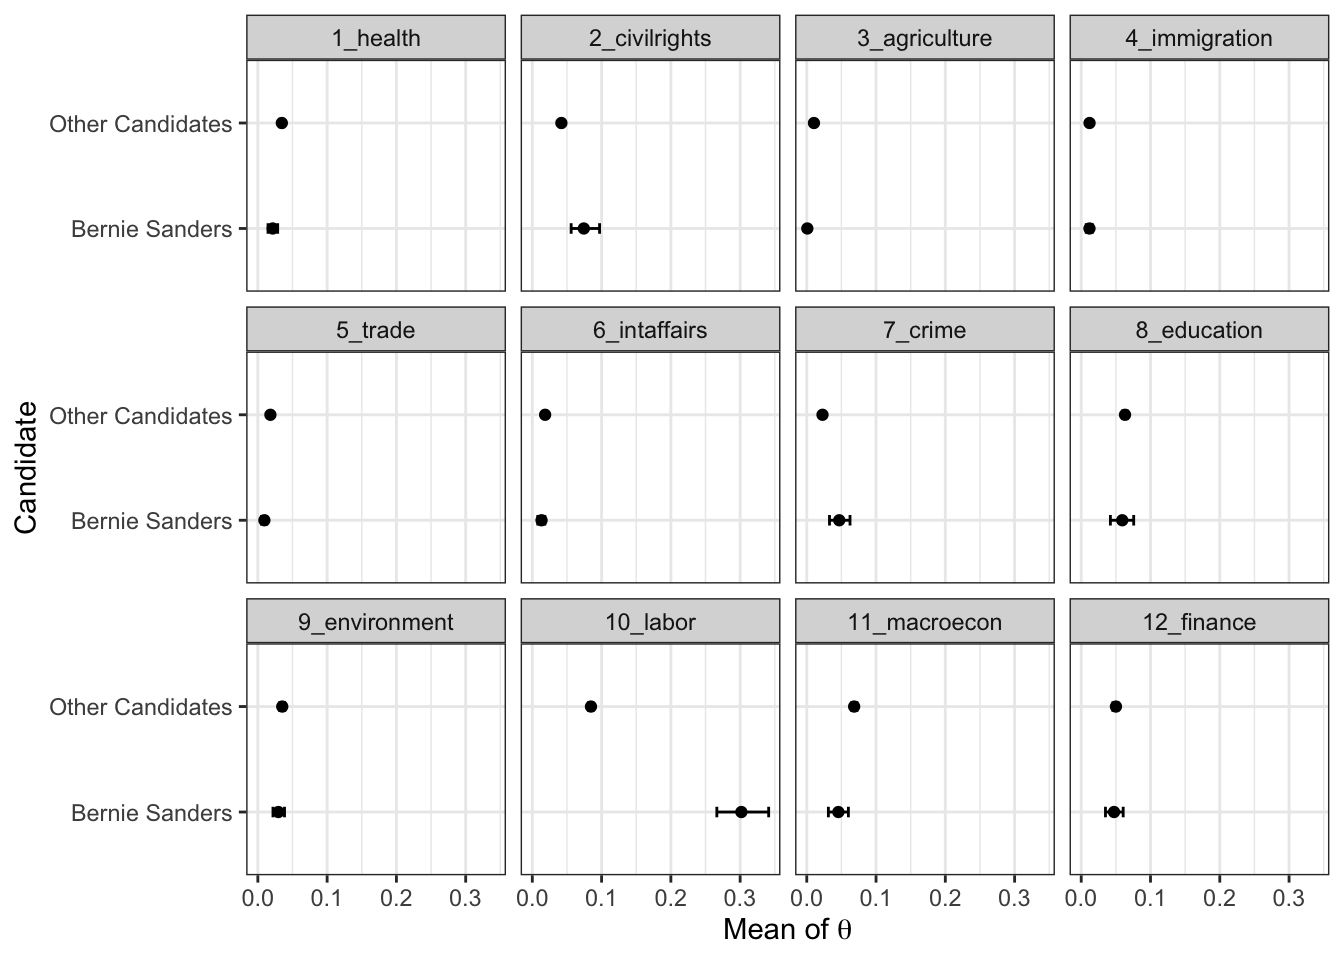 1_health 2_civilrights 3_agriculture 4_immigration
Other Candidates
Bernie Sanders
5_trade 6_intaffairs 7_crime 8_education
Other Candidates
Bernie Sanders
Candidate
9_environment 10_labor 11_macroecon 12_finance
Other Candidates
Bernie Sanders
0.0 0.1 0.2 0.3 0.0 0.1 0.2 0.3 0.0 0.1 0.2 0.3 0.0 0.1 0.2 0.3
Mean of θ